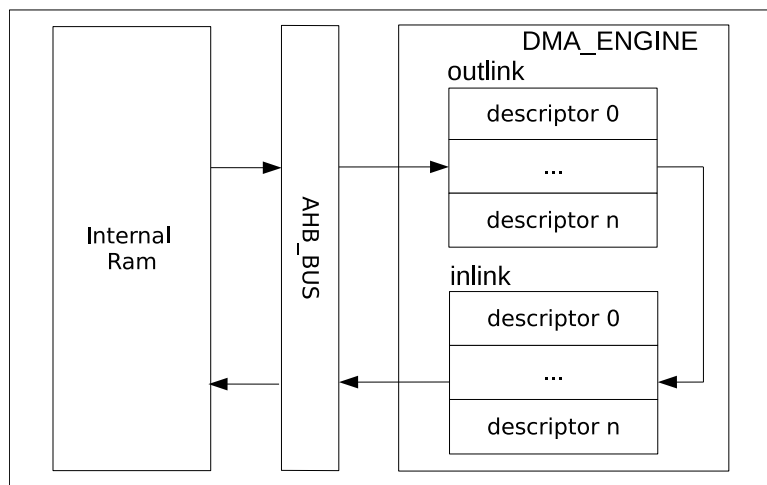 DMA_ENGINE
outlink
descriptor 0
...
descriptor n
Internal
Ram
AHB_BUS
inlink
descriptor 0
...
descriptor n